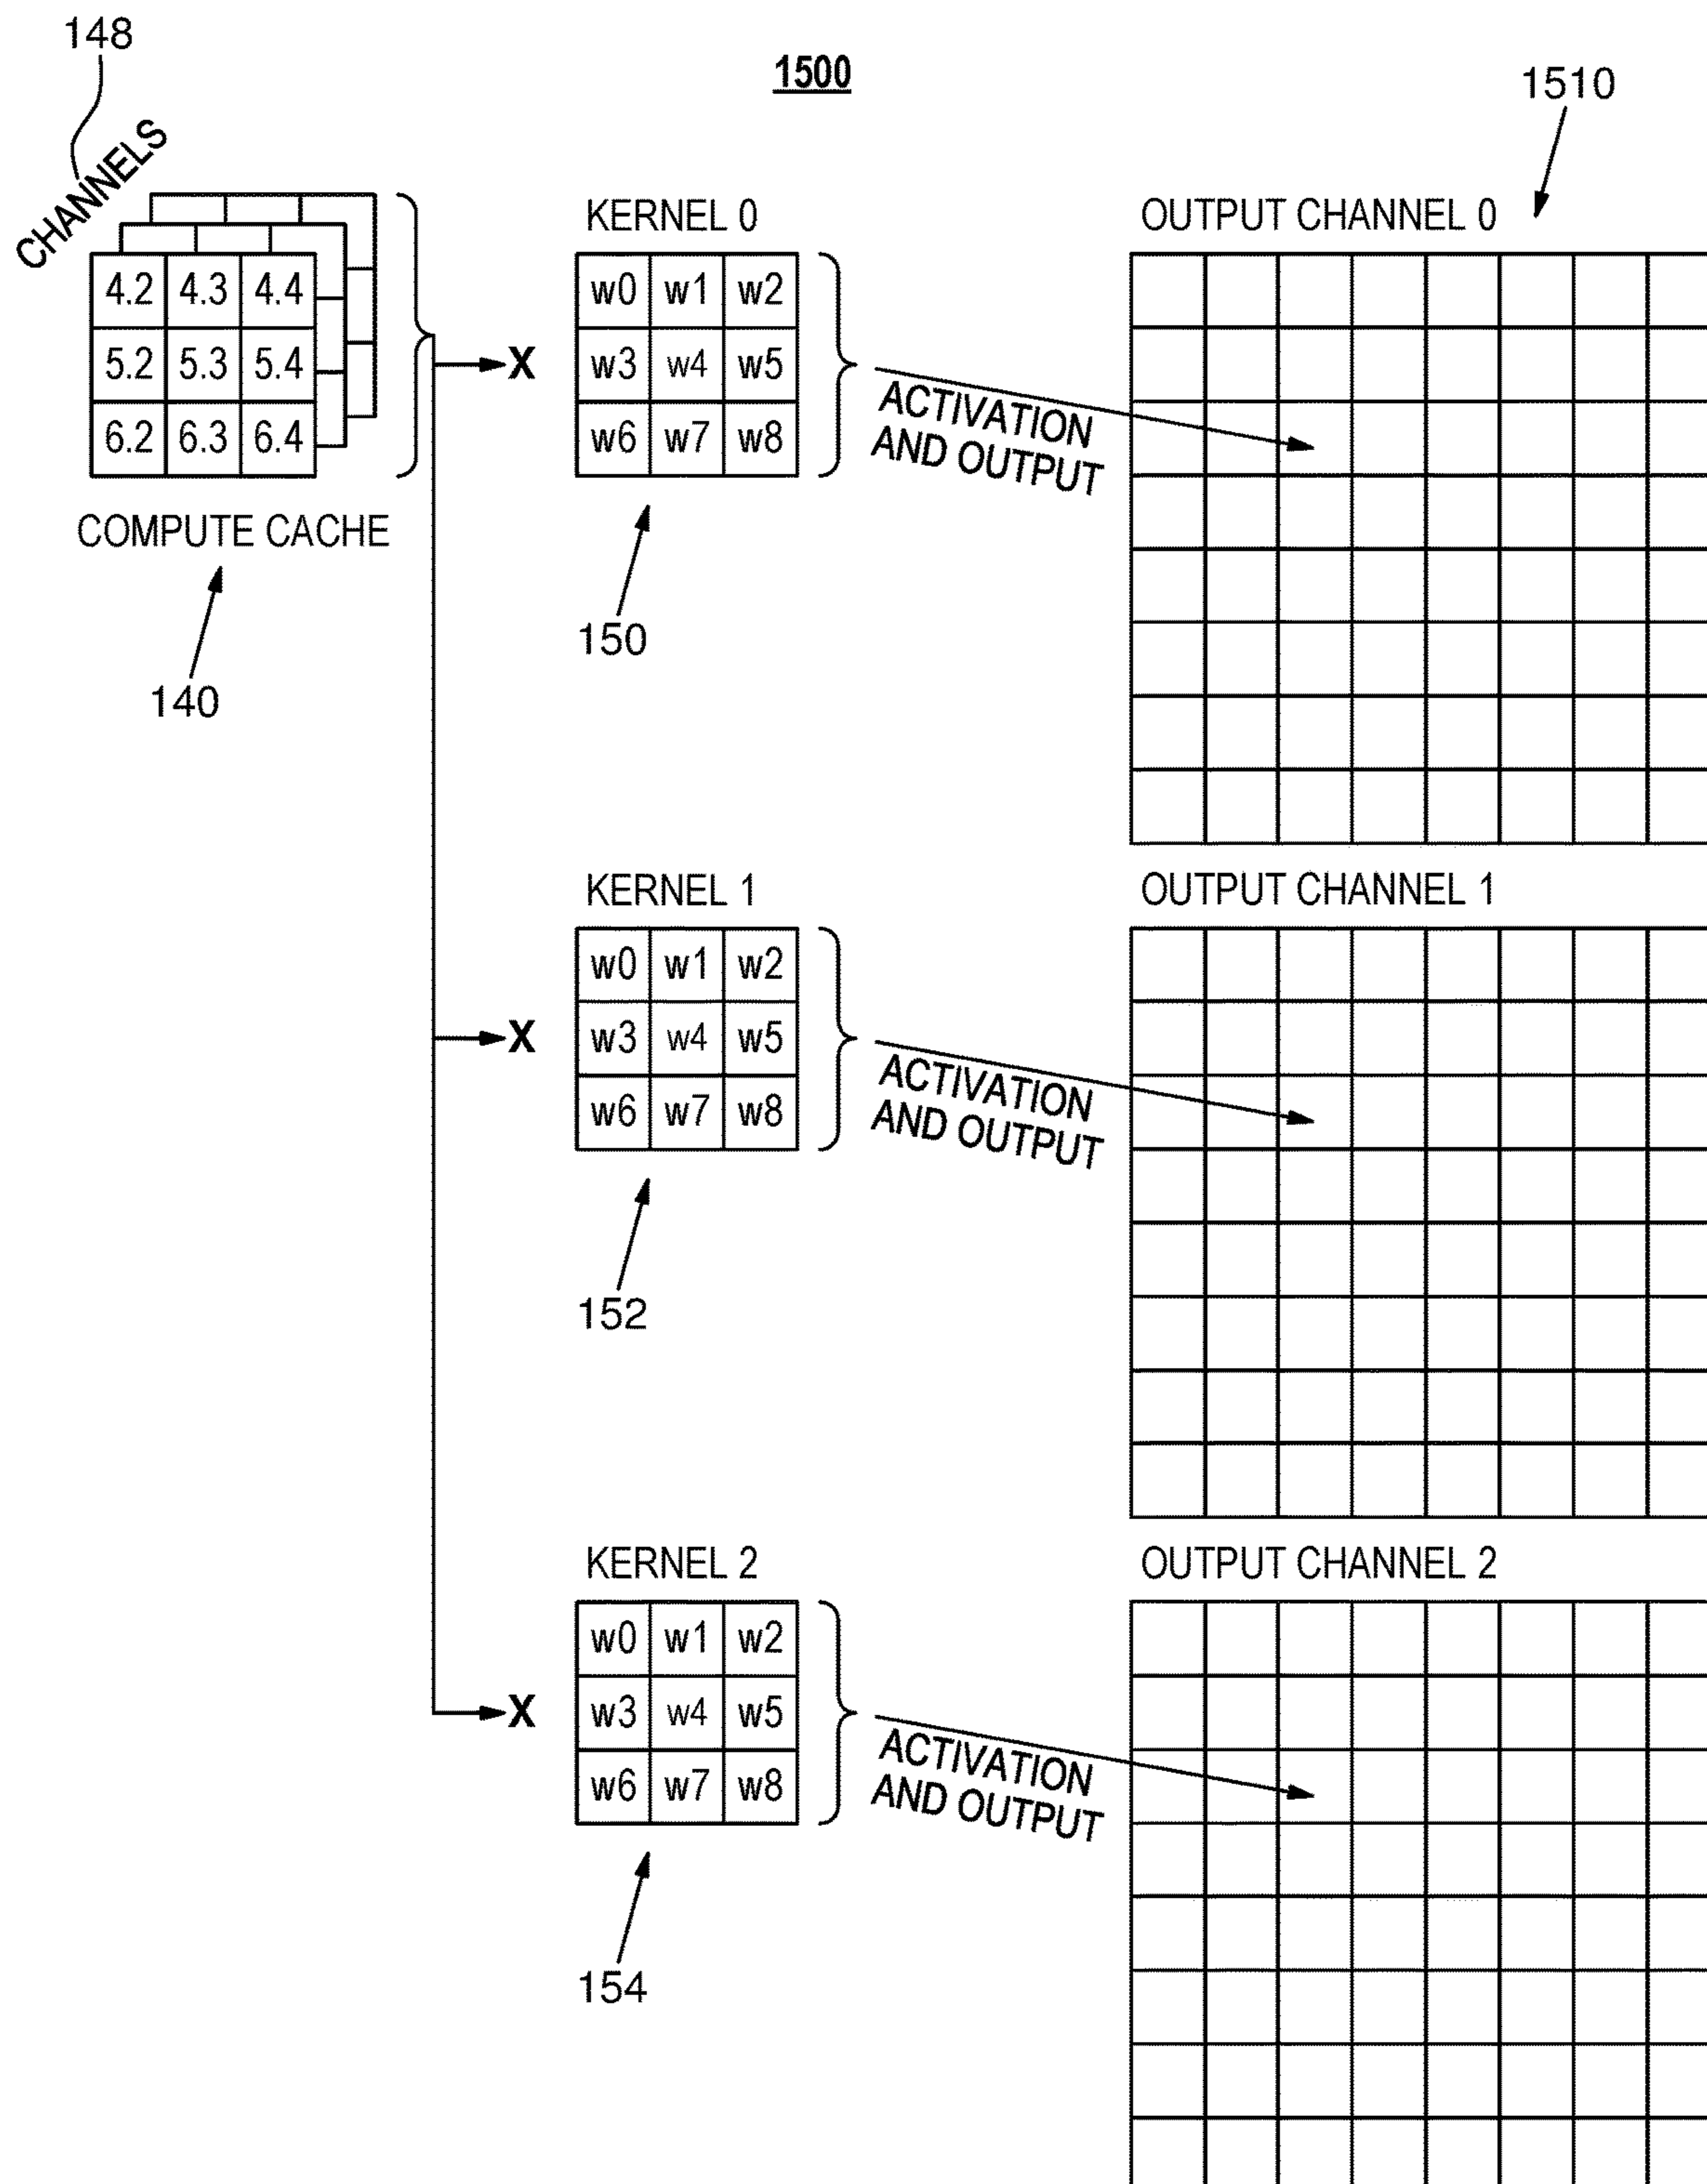 148
1500
1510
CHANNELS
4.2 4.3 4.4
5.2 5.3 5.4
6.2 6.3 6.4
COMPUTE CACHE
140
X
KERNEL 0
w0 w1 w2
w3 w4 w5
w6 w7 w8
150
ACTIVATION
AND OUTPUT
OUTPUT CHANNEL 0
X
KERNEL 1
w0 w1 w2
w3 w4 w5
w6 w7 w8
152
ACTIVATION
AND OUTPUT
OUTPUT CHANNEL 1
X
KERNEL 2
w0 w1 w2
w3 w4 w5
w6 w7 w8
154
ACTIVATION
AND OUTPUT
OUTPUT CHANNEL 2